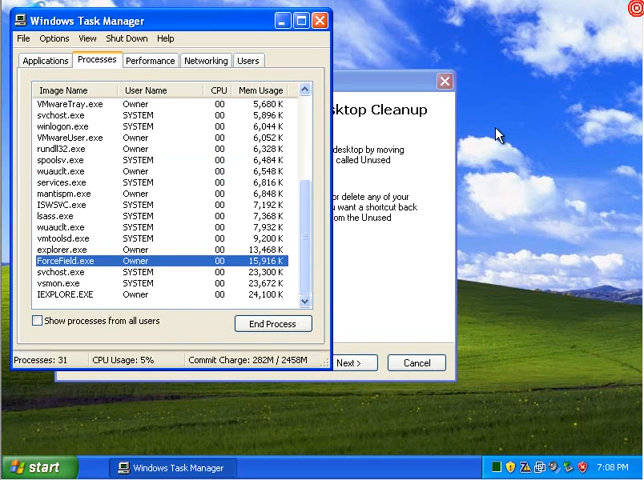 Windows Task Manager
File Options View Shut Down Help
Applications Processes Performance Networking Users
Image Name User Name CPU Mem Usage
VMwareTray.exe Owner 00 5,680 K
svchost.exe SYSTEM 00 5,896 K
winlogon.exe SYSTEM 00 6,044 K
VMwareUser.exe Owner 00 6,052 K
rundll32.exe Owner 00 6,328 K
spoolsv.exe SYSTEM 00 6,484 K
wuauclt.exe Owner 00 6,548 K
services.exe SYSTEM 00 6,816 K
mantispm.exe Owner 00 6,848 K
ISWSVC.exe SYSTEM 00 7,192 K
lsass.exe SYSTEM 00 7,368 K
wuauclt.exe SYSTEM 00 7,932 K
vmtoolsd.exe SYSTEM 00 9,200 K
explorer.exe Owner 00 13,468 K
ForceField.exe Owner 00 15,916 K
svchost.exe SYSTEM 00 23,300 K
vsmon.exe SYSTEM 00 23,672 K
IEXPLORE.EXE Owner 00 24,100 K
Show processes from all users
End Process
Processes: 31 CPU Usage: 5% Commit Charge: 282M / 2458M
sktop Cleanup
desktop by moving
called Unused
or delete any of your
u want a shortcut back
om the Unused
Next > Cancel
start Windows Task Manager 7:08 PM